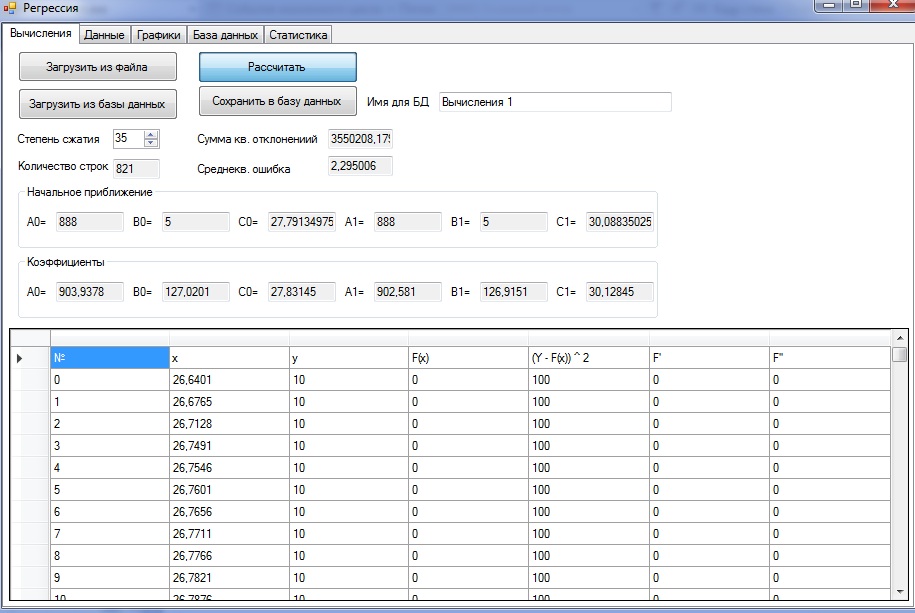 Регрессия
Вычисления Данные Графики База данных Статистика
Загрузить из файла Рассчитать
Загрузить из базы данных Сохранить в базу данных Имя для БД Вычисления 1
Степень сжатия 35 Сумма кв. отклонениий 3550208,175
Количество строк 821 Среднекв. ошибка 2,295006
Начальное приближение
A0= 888 B0= 5 C0= 27,79134975 A1= 888 B1= 5 C1= 30,08835025
Коэффициенты
A0= 903,9378 B0= 127,0201 C0= 27,83145 A1= 902,581 B1= 126,9151 C1= 30,12845
№ x y F(x) (Y - F(x)) ^ 2 F' F''
0 26,6401 10 0 100 0 0
1 26,6765 10 0 100 0 0
2 26,7128 10 0 100 0 0
3 26,7491 10 0 100 0 0
4 26,7546 10 0 100 0 0
5 26,7601 10 0 100 0 0
6 26,7656 10 0 100 0 0
7 26,7711 10 0 100 0 0
8 26,7766 10 0 100 0 0
9 26,7821 10 0 100 0 0
10 26,7876 10 0 100 0 0